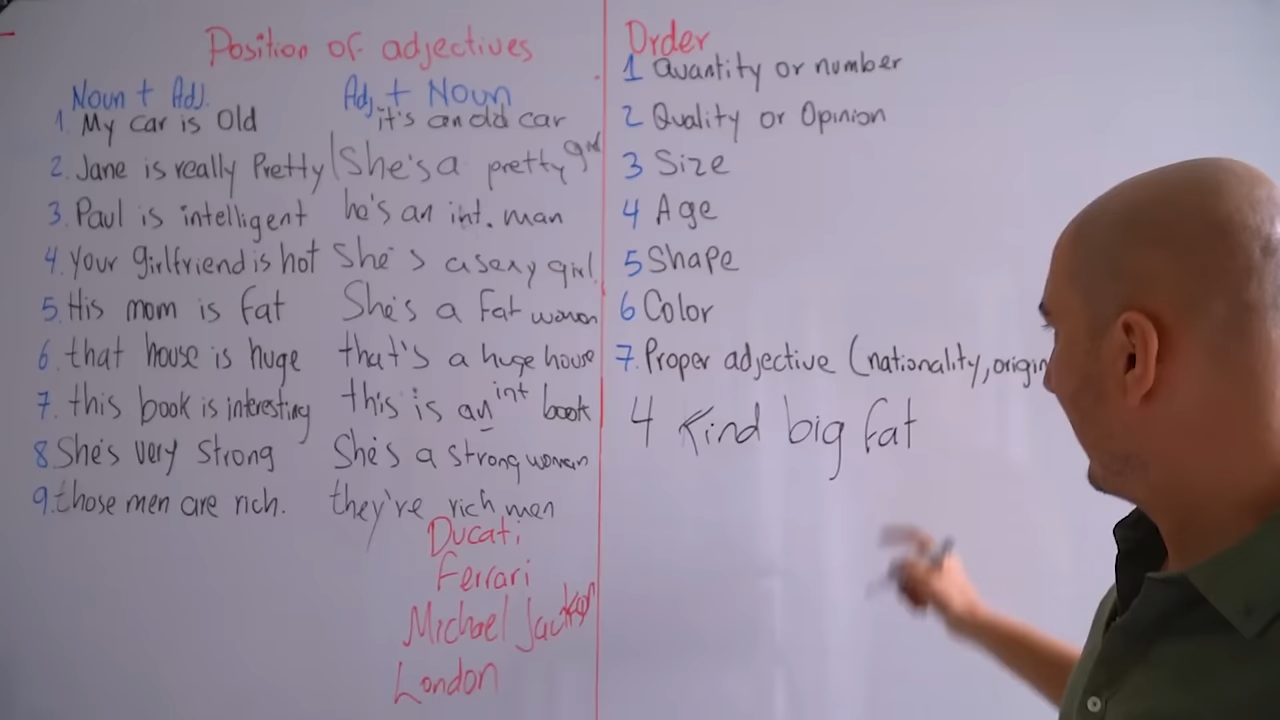 Position of adjectives
Noun + Adj.
Adj. + Noun
1. My car is Old
it's an old car
2. Jane is really Pretty
She's a pretty girl
3. Paul is intelligent
he's an int. man
4. Your girlfriend is hot
She's a sexy girl.
5. His mom is fat
She's a fat woman
6. that house is huge
that's a huge house
7. this book is interesting
this is an int book
8 She's very strong
She's a strong woman
9. those men are rich.
they're rich men
Ducati
Ferrari
Michael Jackson
London
Order
1 Quantity or number
2 Quality or Opinion
3 Size
4 Age
5 Shape
6 Color
7. Proper adjective (nationality, origin
4 Kind big fat